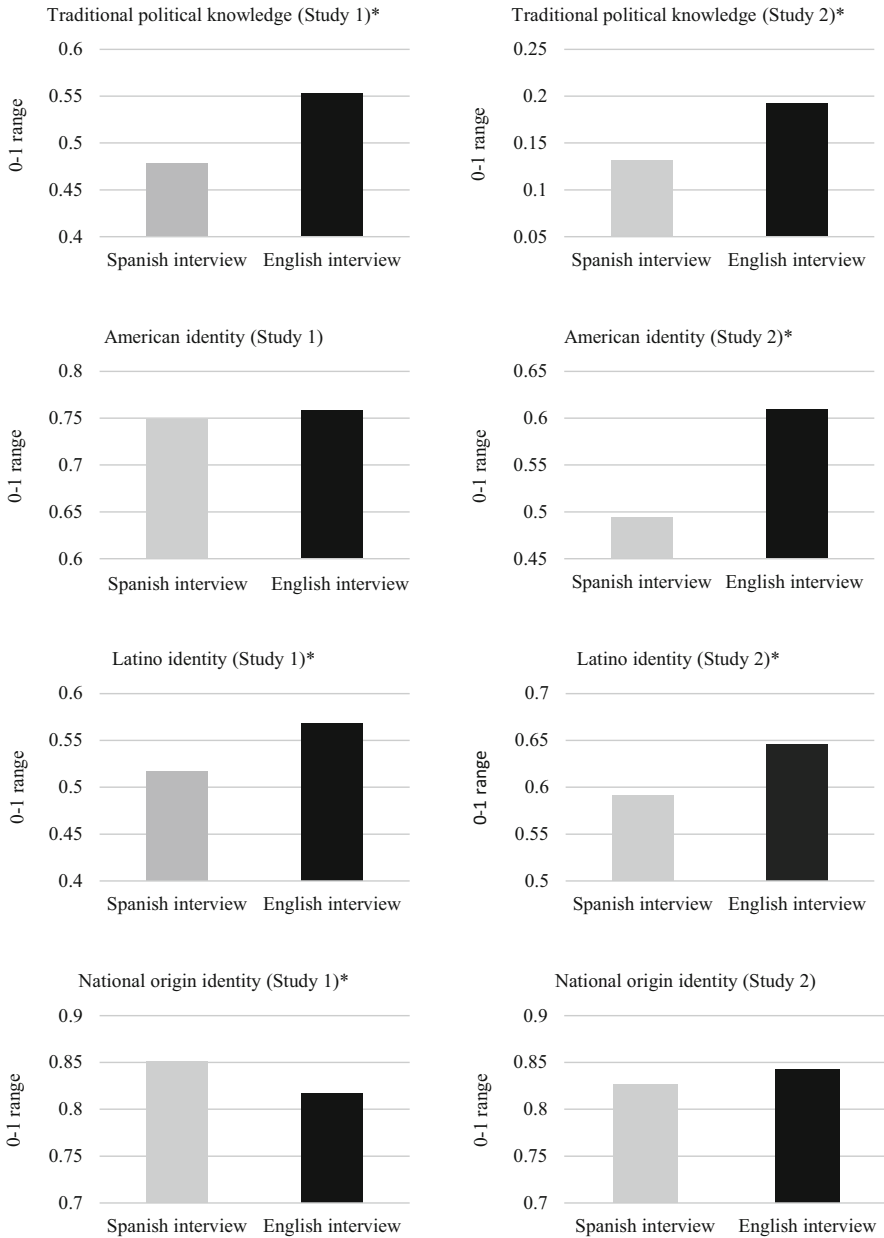 Traditional political knowledge (Study 1)*
0-1 range
0.6
0.55
0.5
0.45
0.4
Spanish interview English interview
Traditional political knowledge (Study 2)*
0-1 range
0.25
0.2
0.15
0.1
0.05
Spanish interview English interview
American identity (Study 1)
0-1 range
0.8
0.75
0.7
0.65
0.6
Spanish interview English interview
American identity (Study 2)*
0-1 range
0.65
0.6
0.55
0.5
0.45
Spanish interview English interview
Latino identity (Study 1)*
0-1 range
0.6
0.55
0.5
0.45
0.4
Spanish interview English interview
Latino identity (Study 2)*
0-1 range
0.7
0.65
0.6
0.55
0.5
Spanish interview English interview
National origin identity (Study 1)*
0-1 range
0.9
0.85
0.8
0.75
0.7
Spanish interview English interview
National origin identity (Study 2)
0-1 range
0.9
0.85
0.8
0.75
0.7
Spanish interview English interview